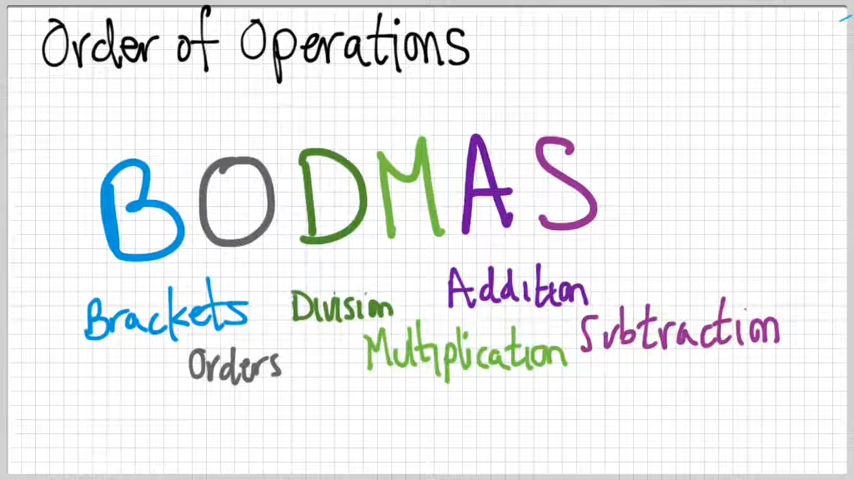 Order of Operations
BODMAS
Brackets Division Addition
Orders Multiplication Subtraction